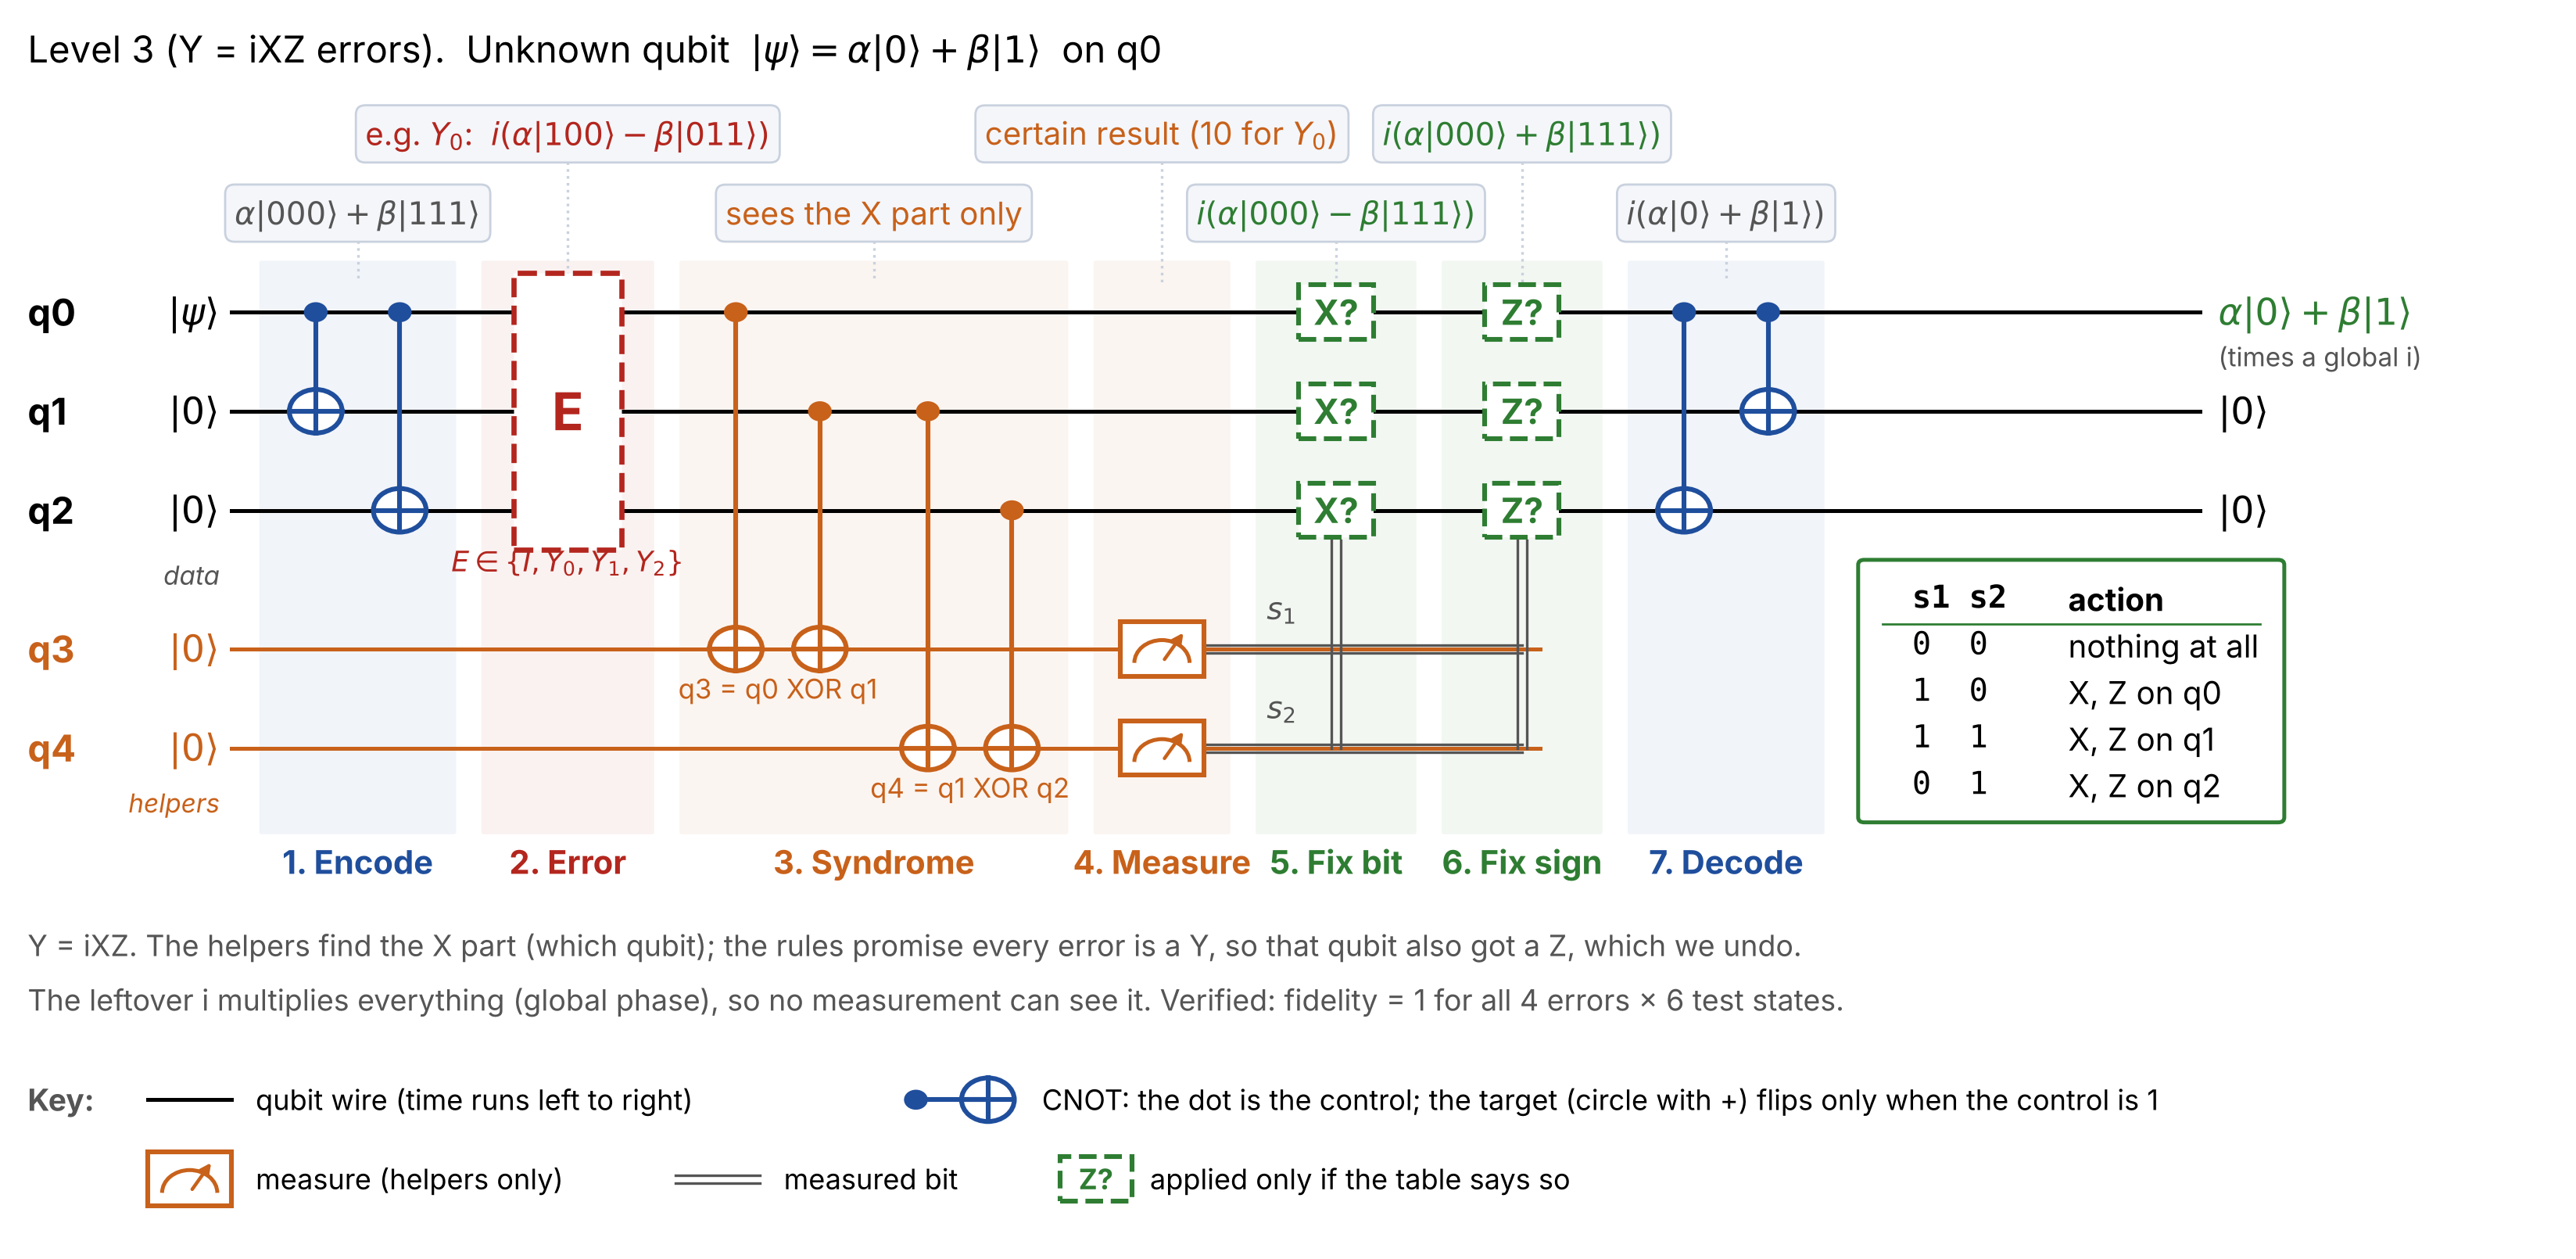 Level 3 (Y = iXZ errors).  Unknown qubit |ψ⟩ = α|0⟩ + β|1⟩ on q0
e.g. Y₀: i(α|100⟩ − β|011⟩)
certain result (10 for Y₀)
i(α|000⟩ + β|111⟩)
α|000⟩ + β|111⟩
sees the X part only
i(α|000⟩ − β|111⟩)
i(α|0⟩ + β|1⟩)
q0 |ψ⟩ X? Z? α|0⟩ + β|1⟩
(times a global i)
q1 |0⟩ E X? Z? |0⟩
q2 |0⟩ X? Z? |0⟩
E ∈ {I, Y₀, Y₁, Y₂}
data
q3 |0⟩ s₁
q3 = q0 XOR q1
q4 |0⟩ s₂
q4 = q1 XOR q2
helpers
s1 s2 action
0 0 nothing at all
1 0 X, Z on q0
1 1 X, Z on q1
0 1 X, Z on q2
1. Encode 2. Error 3. Syndrome 4. Measure 5. Fix bit 6. Fix sign 7. Decode
Y = iXZ. The helpers find the X part (which qubit); the rules promise every error is a Y, so that qubit also got a Z, which we undo.
The leftover i multiplies everything (global phase), so no measurement can see it. Verified: fidelity = 1 for all 4 errors × 6 test states.
Key: qubit wire (time runs left to right) CNOT: the dot is the control; the target (circle with +) flips only when the control is 1
measure (helpers only) measured bit Z? applied only if the table says so